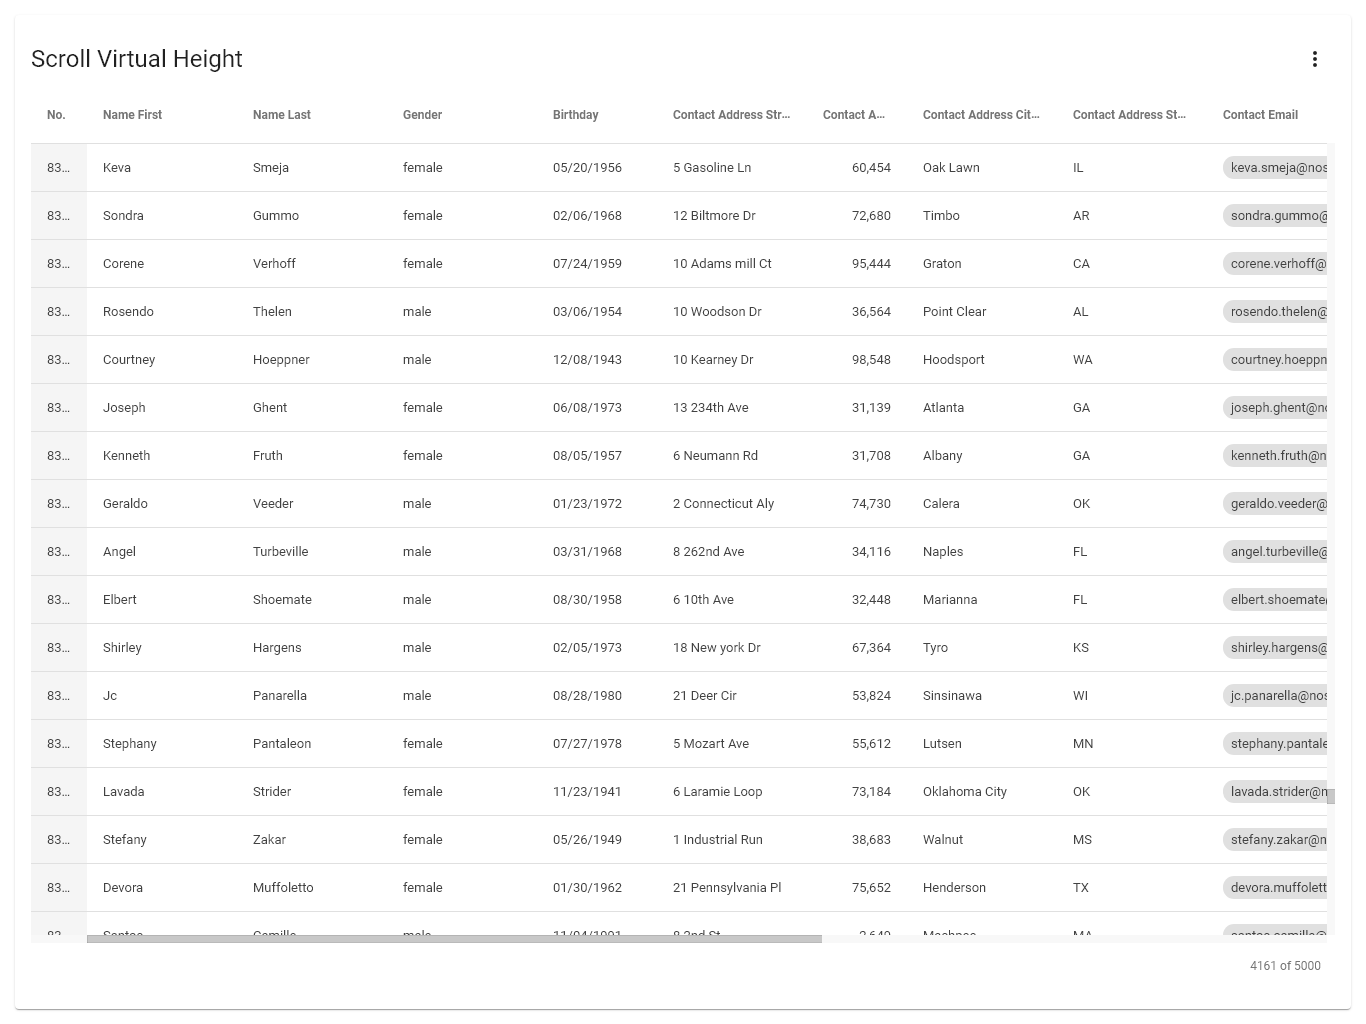 Scroll Virtual Height
No. Name First Name Last Gender Birthday Contact Address Str… Contact A… Contact Address Cit… Contact Address St… Contact Email
83… Keva Smeja female 05/20/1956 5 Gasoline Ln 60,454 Oak Lawn IL keva.smeja@nos
83… Sondra Gummo female 02/06/1968 12 Biltmore Dr 72,680 Timbo AR sondra.gummo@
83… Corene Verhoff female 07/24/1959 10 Adams mill Ct 95,444 Graton CA corene.verhoff@
83… Rosendo Thelen male 03/06/1954 10 Woodson Dr 36,564 Point Clear AL rosendo.thelen@
83… Courtney Hoeppner male 12/08/1943 10 Kearney Dr 98,548 Hoodsport WA courtney.hoeppn
83… Joseph Ghent female 06/08/1973 13 234th Ave 31,139 Atlanta GA joseph.ghent@no
83… Kenneth Fruth female 08/05/1957 6 Neumann Rd 31,708 Albany GA kenneth.fruth@n
83… Geraldo Veeder male 01/23/1972 2 Connecticut Aly 74,730 Calera OK geraldo.veeder@
83… Angel Turbeville male 03/31/1968 8 262nd Ave 34,116 Naples FL angel.turbeville@
83… Elbert Shoemate male 08/30/1958 6 10th Ave 32,448 Marianna FL elbert.shoemate@
83… Shirley Hargens male 02/05/1973 18 New york Dr 67,364 Tyro KS shirley.hargens@
83… Jc Panarella male 08/28/1980 21 Deer Cir 53,824 Sinsinawa WI jc.panarella@nos
83… Stephany Pantaleon female 07/27/1978 5 Mozart Ave 55,612 Lutsen MN stephany.pantale
83… Lavada Strider female 11/23/1941 6 Laramie Loop 73,184 Oklahoma City OK lavada.strider@n
83… Stefany Zakar female 05/26/1949 1 Industrial Run 38,683 Walnut MS stefany.zakar@n
83… Devora Muffoletto female 01/30/1962 21 Pennsylvania Pl 75,652 Henderson TX devora.muffolett
4161 of 5000